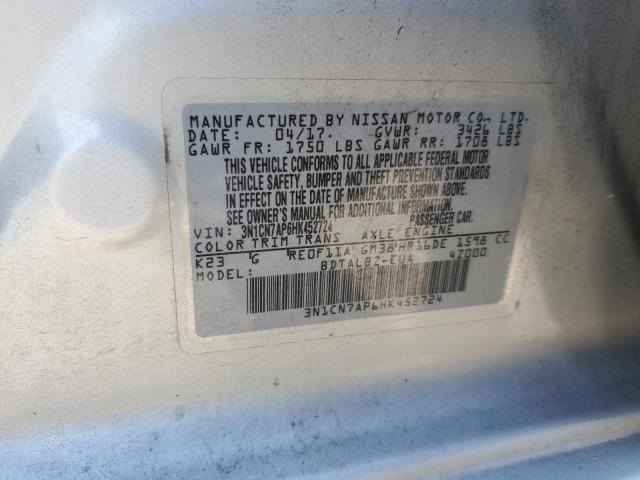 MANUFACTURED BY NISSAN MOTOR CO., LTD.
DATE: 04/17. GVWR: 3426 LBS
GAWR FR: 1750 LBS GAWR RR: 1708 LBS
THIS VEHICLE CONFORMS TO ALL APPLICABLE FEDERAL MOTOR
VEHICLE SAFETY, BUMPER AND THEFT PREVENTION STANDARDS
IN EFFECT ON THE DATE OF MANUFACTURE SHOWN ABOVE.
SEE OWNER'S MANUAL FOR ADDITIONAL INFORMATION.
VIN: 3N1CN7AP6HK452724 PASSENGER CAR.
COLOR TRIM TRANS AXLE ENGINE
K23 G RE0F11A GM38 HR16DE 1598 CC
MODEL: BDTALBZ-EUA 4Z000
3N1CN7AP6HK452724